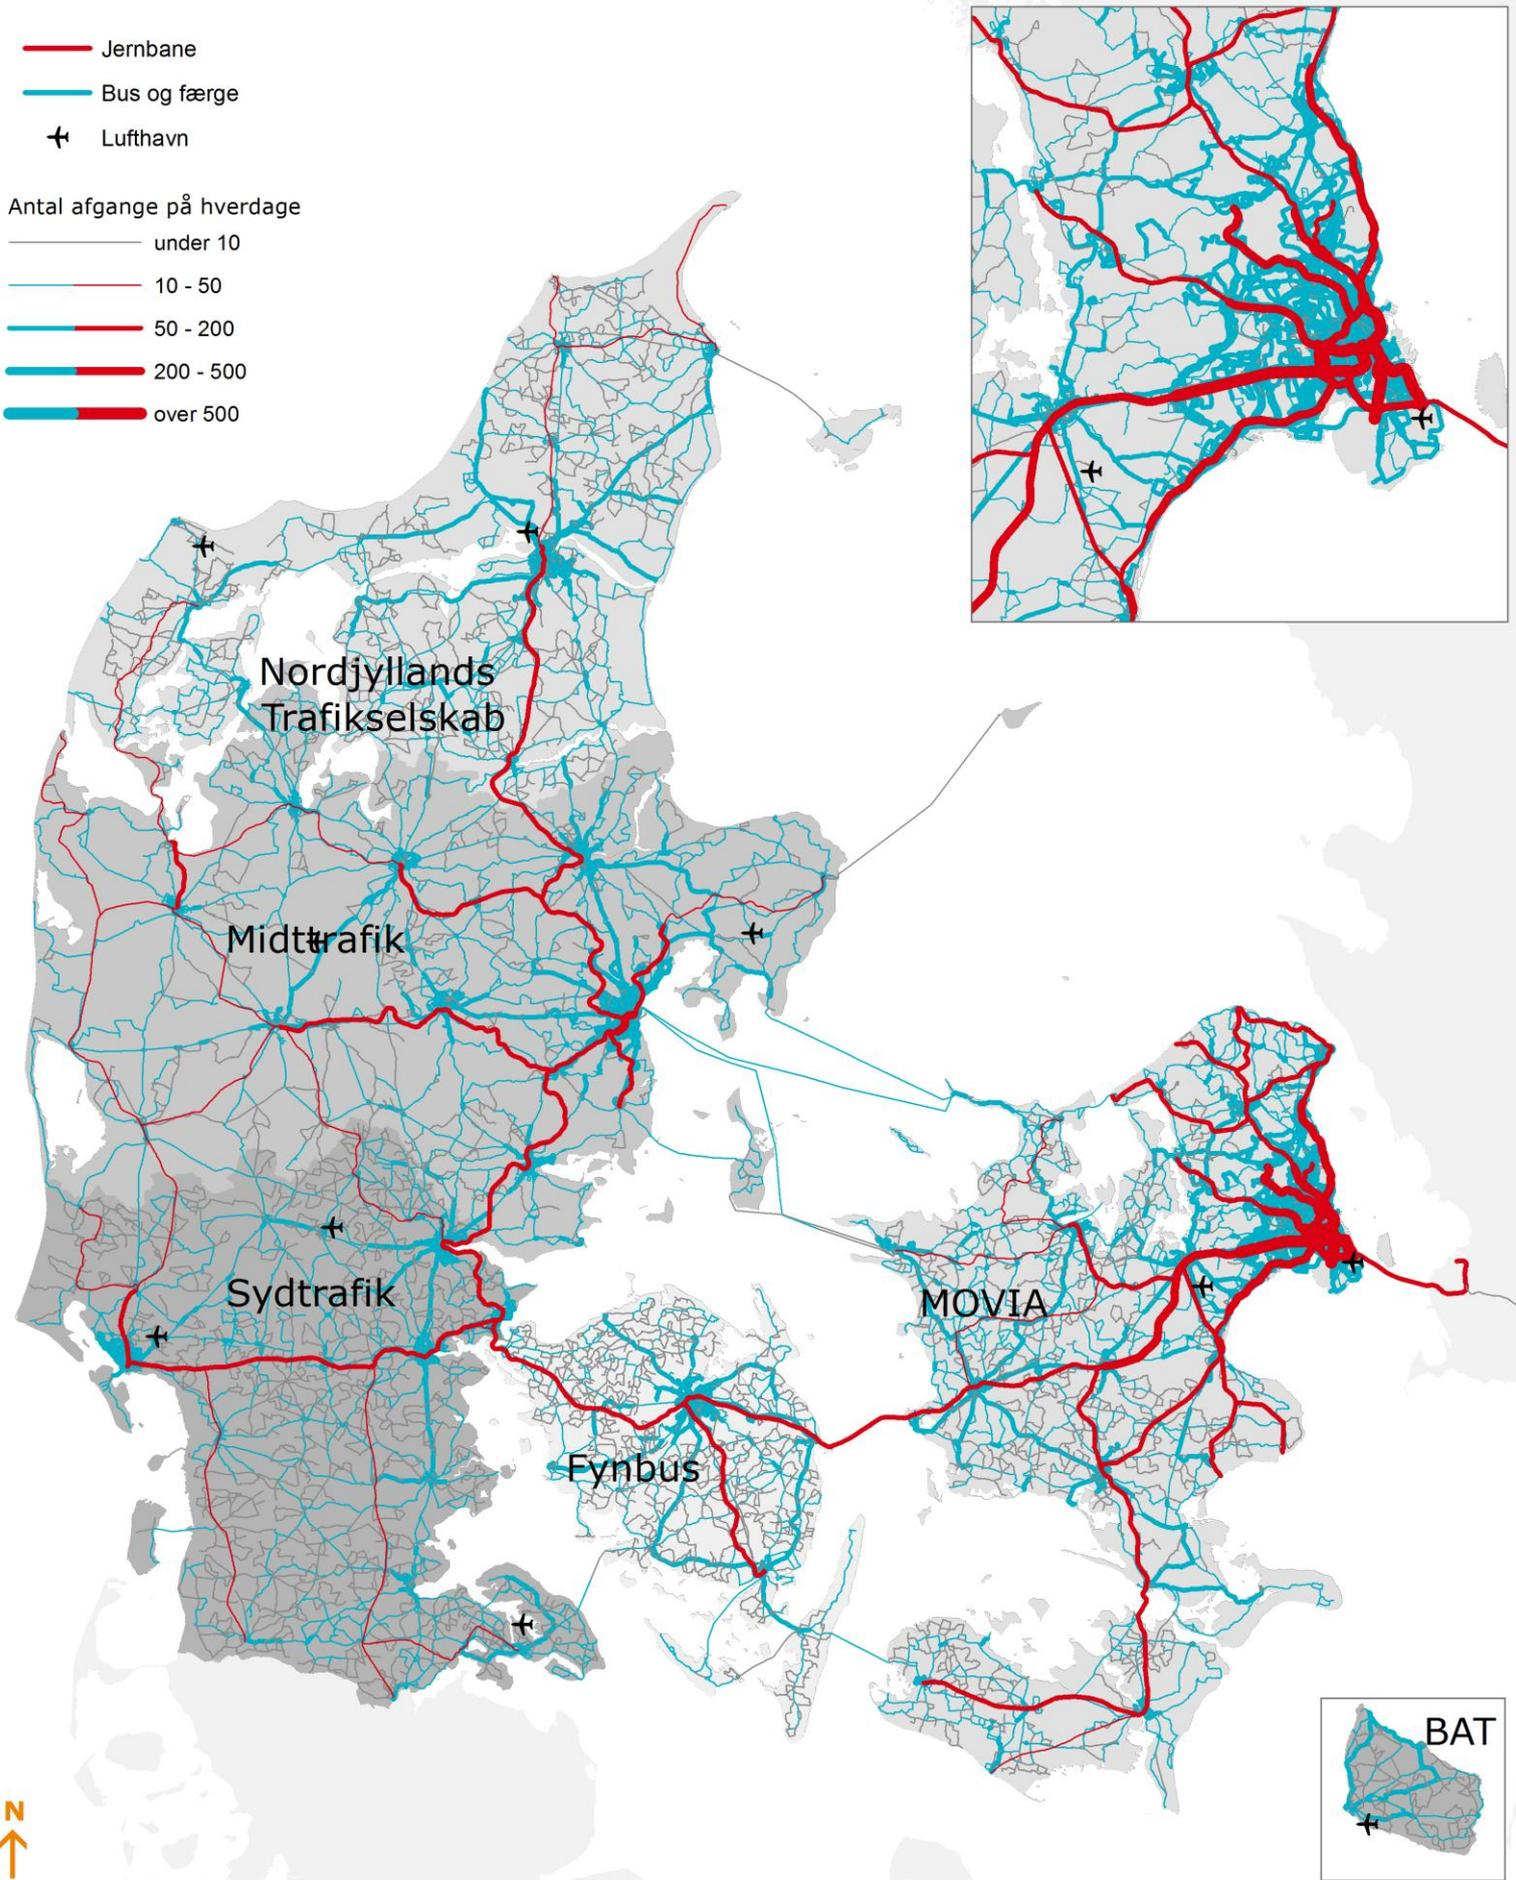 Jernbane
Bus og færge
Lufthavn
Antal afgange på hverdage
under 10
10 - 50
50 - 200
200 - 500
over 500
Nordjyllands
Trafikselskab
Midttrafik
Sydtrafik
MOVIA
Fynbus
BAT
N